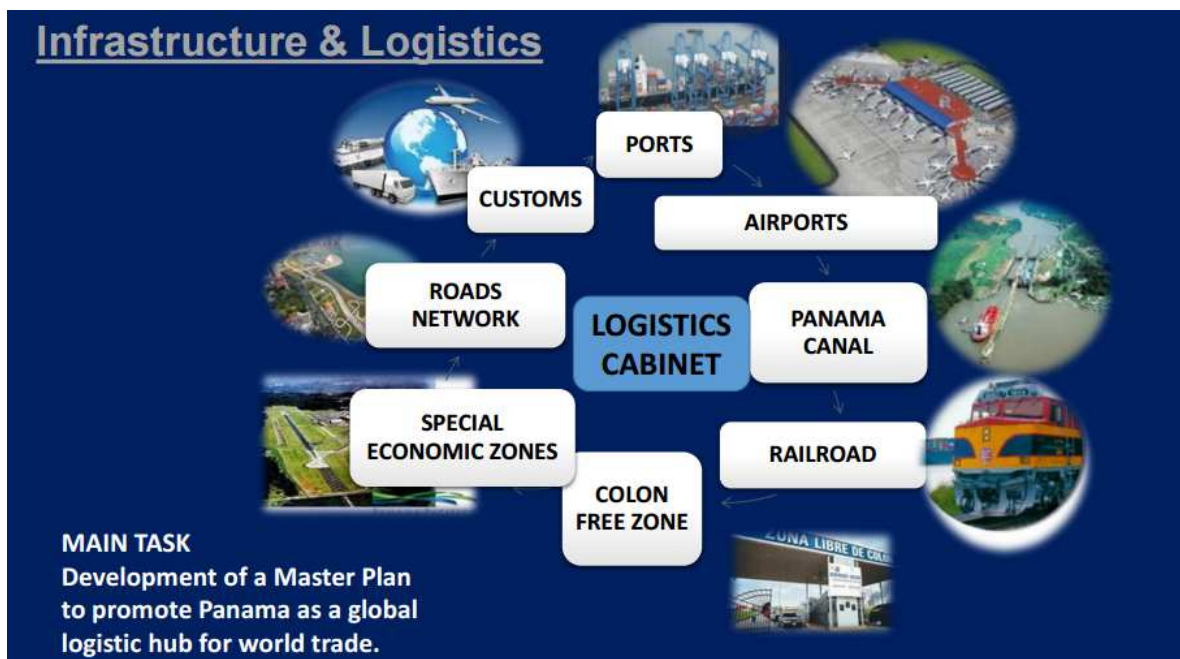 Infrastructure & Logistics
PORTS
CUSTOMS
AIRPORTS
ROADS
NETWORK
LOGISTICS
CABINET
PANAMA
CANAL
SPECIAL
ECONOMIC ZONES
RAILROAD
COLON
FREE ZONE
ZONA LIBRE DE COLO
MAIN TASK
Development of a Master Plan
to promote Panama as a global
logistic hub for world trade.